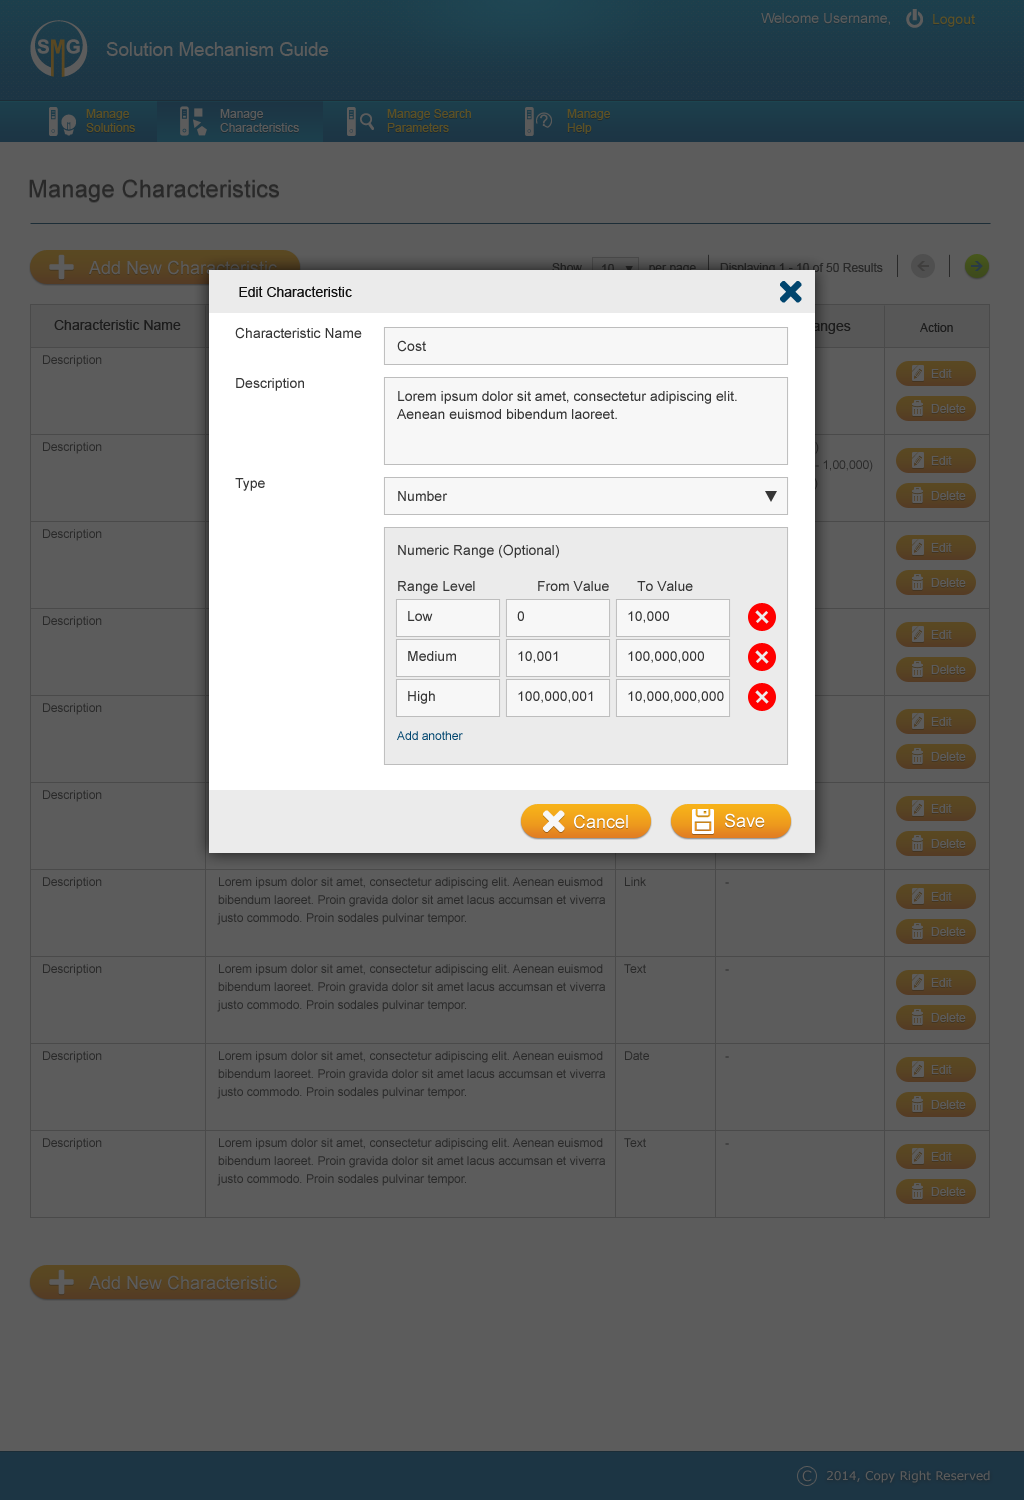 SMG
Solution Mechanism Guide
Welcome Username,
Logout
Manage
Solutions
Manage
Characteristics
Manage Search
Parameters
Manage
Help
Manage Characteristics
Add New Characteristic
Show 10 per page
Displaying 1 - 10 of 50 Results
Characteristic Name
anges
Action
Edit Characteristic
Characteristic Name
Cost
Description
Lorem ipsum dolor sit amet, consectetur adipiscing elit.
Aenean euismod bibendum laoreet.
Type
Number
Numeric Range (Optional)
Range Level From Value To Value
Low 0 10,000
Medium 10,001 100,000,000
High 100,000,001 10,000,000,000
Add another
Cancel
Save
Description
Edit
Delete
Description
)
- 1,00,000)
)
Edit
Delete
Description
Edit
Delete
Description
Edit
Delete
Description
Edit
Delete
Description
Edit
Delete
Description
Lorem ipsum dolor sit amet, consectetur adipiscing elit. Aenean euismod
bibendum laoreet. Proin gravida dolor sit amet lacus accumsan et viverra
justo commodo. Proin sodales pulvinar tempor.
Link
-
Edit
Delete
Description
Lorem ipsum dolor sit amet, consectetur adipiscing elit. Aenean euismod
bibendum laoreet. Proin gravida dolor sit amet lacus accumsan et viverra
justo commodo. Proin sodales pulvinar tempor.
Text
-
Edit
Delete
Description
Lorem ipsum dolor sit amet, consectetur adipiscing elit. Aenean euismod
bibendum laoreet. Proin gravida dolor sit amet lacus accumsan et viverra
justo commodo. Proin sodales pulvinar tempor.
Date
-
Edit
Delete
Description
Lorem ipsum dolor sit amet, consectetur adipiscing elit. Aenean euismod
bibendum laoreet. Proin gravida dolor sit amet lacus accumsan et viverra
justo commodo. Proin sodales pulvinar tempor.
Text
-
Edit
Delete
Add New Characteristic
© 2014, Copy Right Reserved